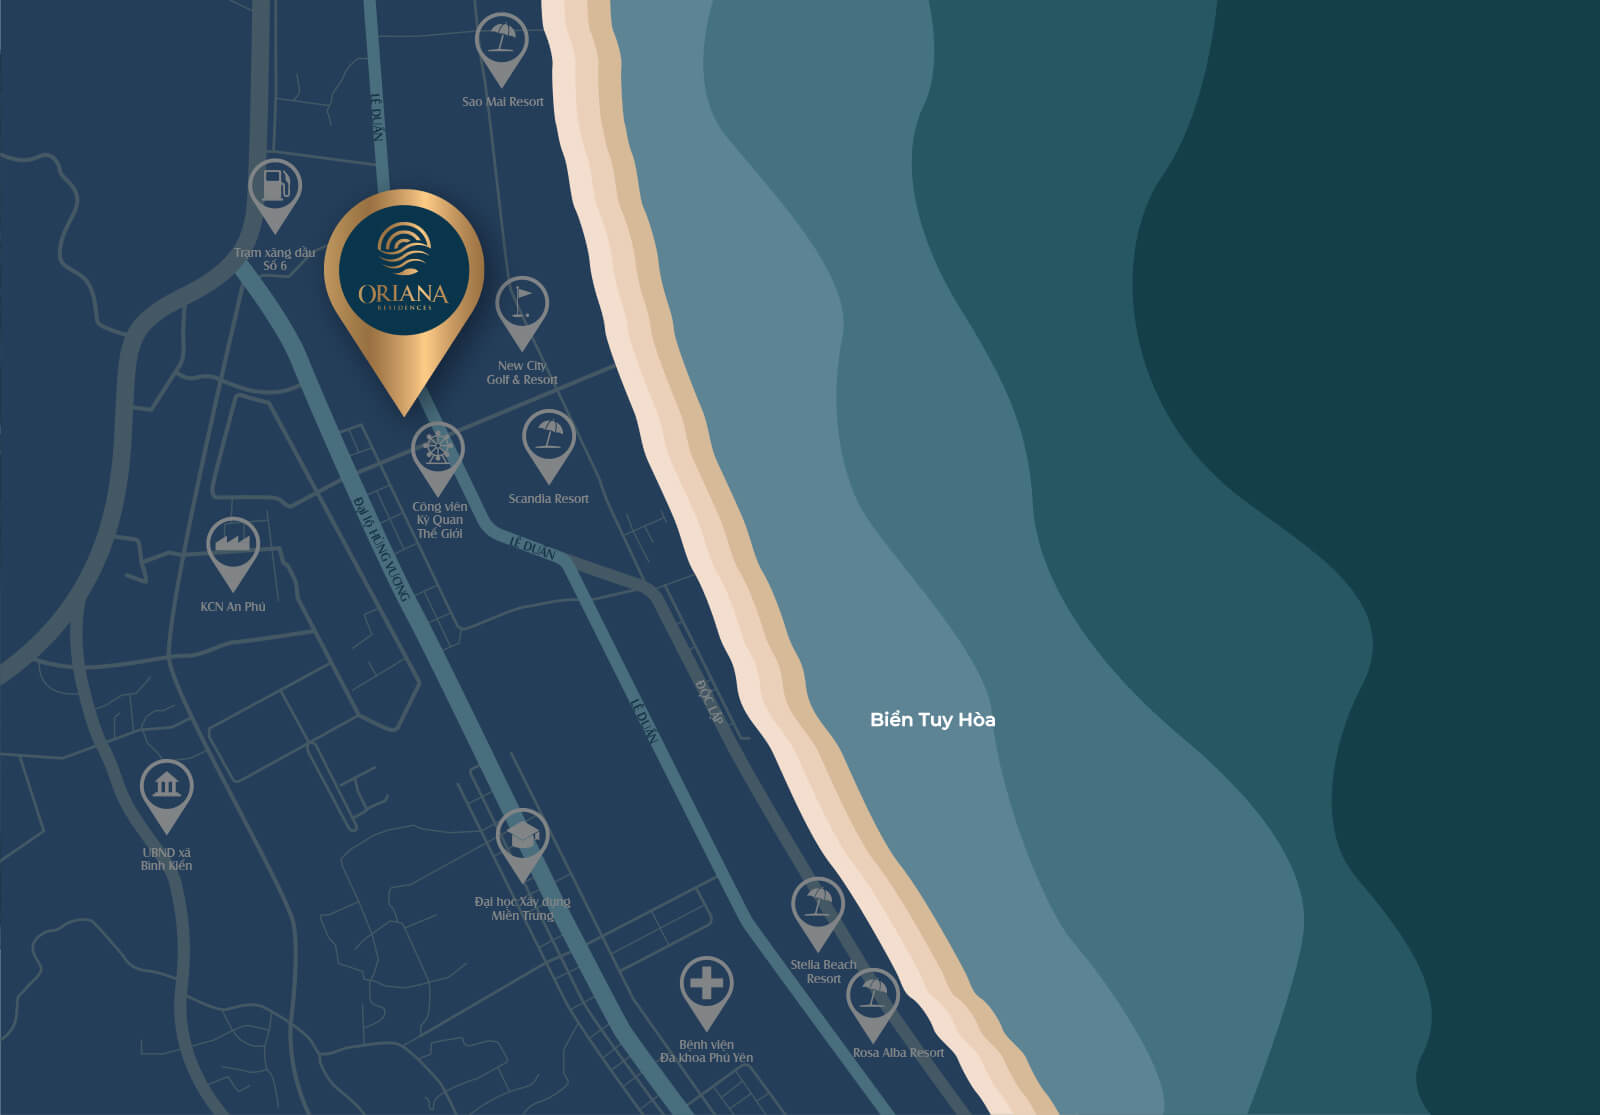 Sao Mai Resort
LÊ DUẨN
Trạm xăng dầu
Số 6
ORIANA
RESIDENCES
New City
Golf & Resort
Scandia Resort
Công viên
Kỳ Quan
Thế Giới
Đại lộ HÙNG VƯƠNG
LÊ DUẨN
KCN An Phú
ĐỘC LẬP
LÊ DUẨN
Biển Tuy Hòa
UBND xã
Bình Kiến
Đại học Xây dựng
Miền Trung
Stelia Beach
Resort
Rosa Alba Resort
Bệnh viện
Đa khoa Phú Yên